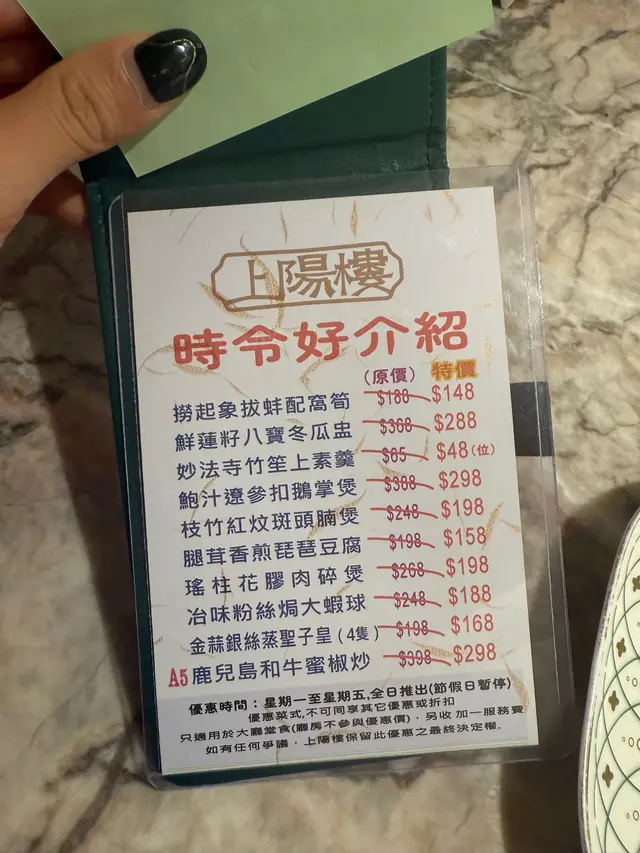 上陽樓
時令好介紹
(原價) 特價
撈起象拔蚌配窩筍 $188 $148
鮮蓮籽八寶冬瓜盅 $368 $288
妙法寺竹笙上素羹 $65 $48(位)
鮑汁遼參扣鵝掌煲 $308 $298
枝竹紅炆斑頭腩煲 $248 $198
腿茸香煎琵琶豆腐 $198 $158
瑤柱花膠肉碎煲 $268 $198
冶味粉絲焗大蝦球 $248 $188
金蒜銀絲蒸聖子皇(4隻) $198 $168
A5鹿兒島和牛蜜椒炒 $398 $298
優惠時間：星期一至星期五,全日推出(節假日暫停)
優惠菜式,不可同享其它優惠或折扣
只適用於大廳堂食(廳房不參與優惠價)，另收加一服務費
如有任何爭議，上陽樓保留此優惠之最終決定權.